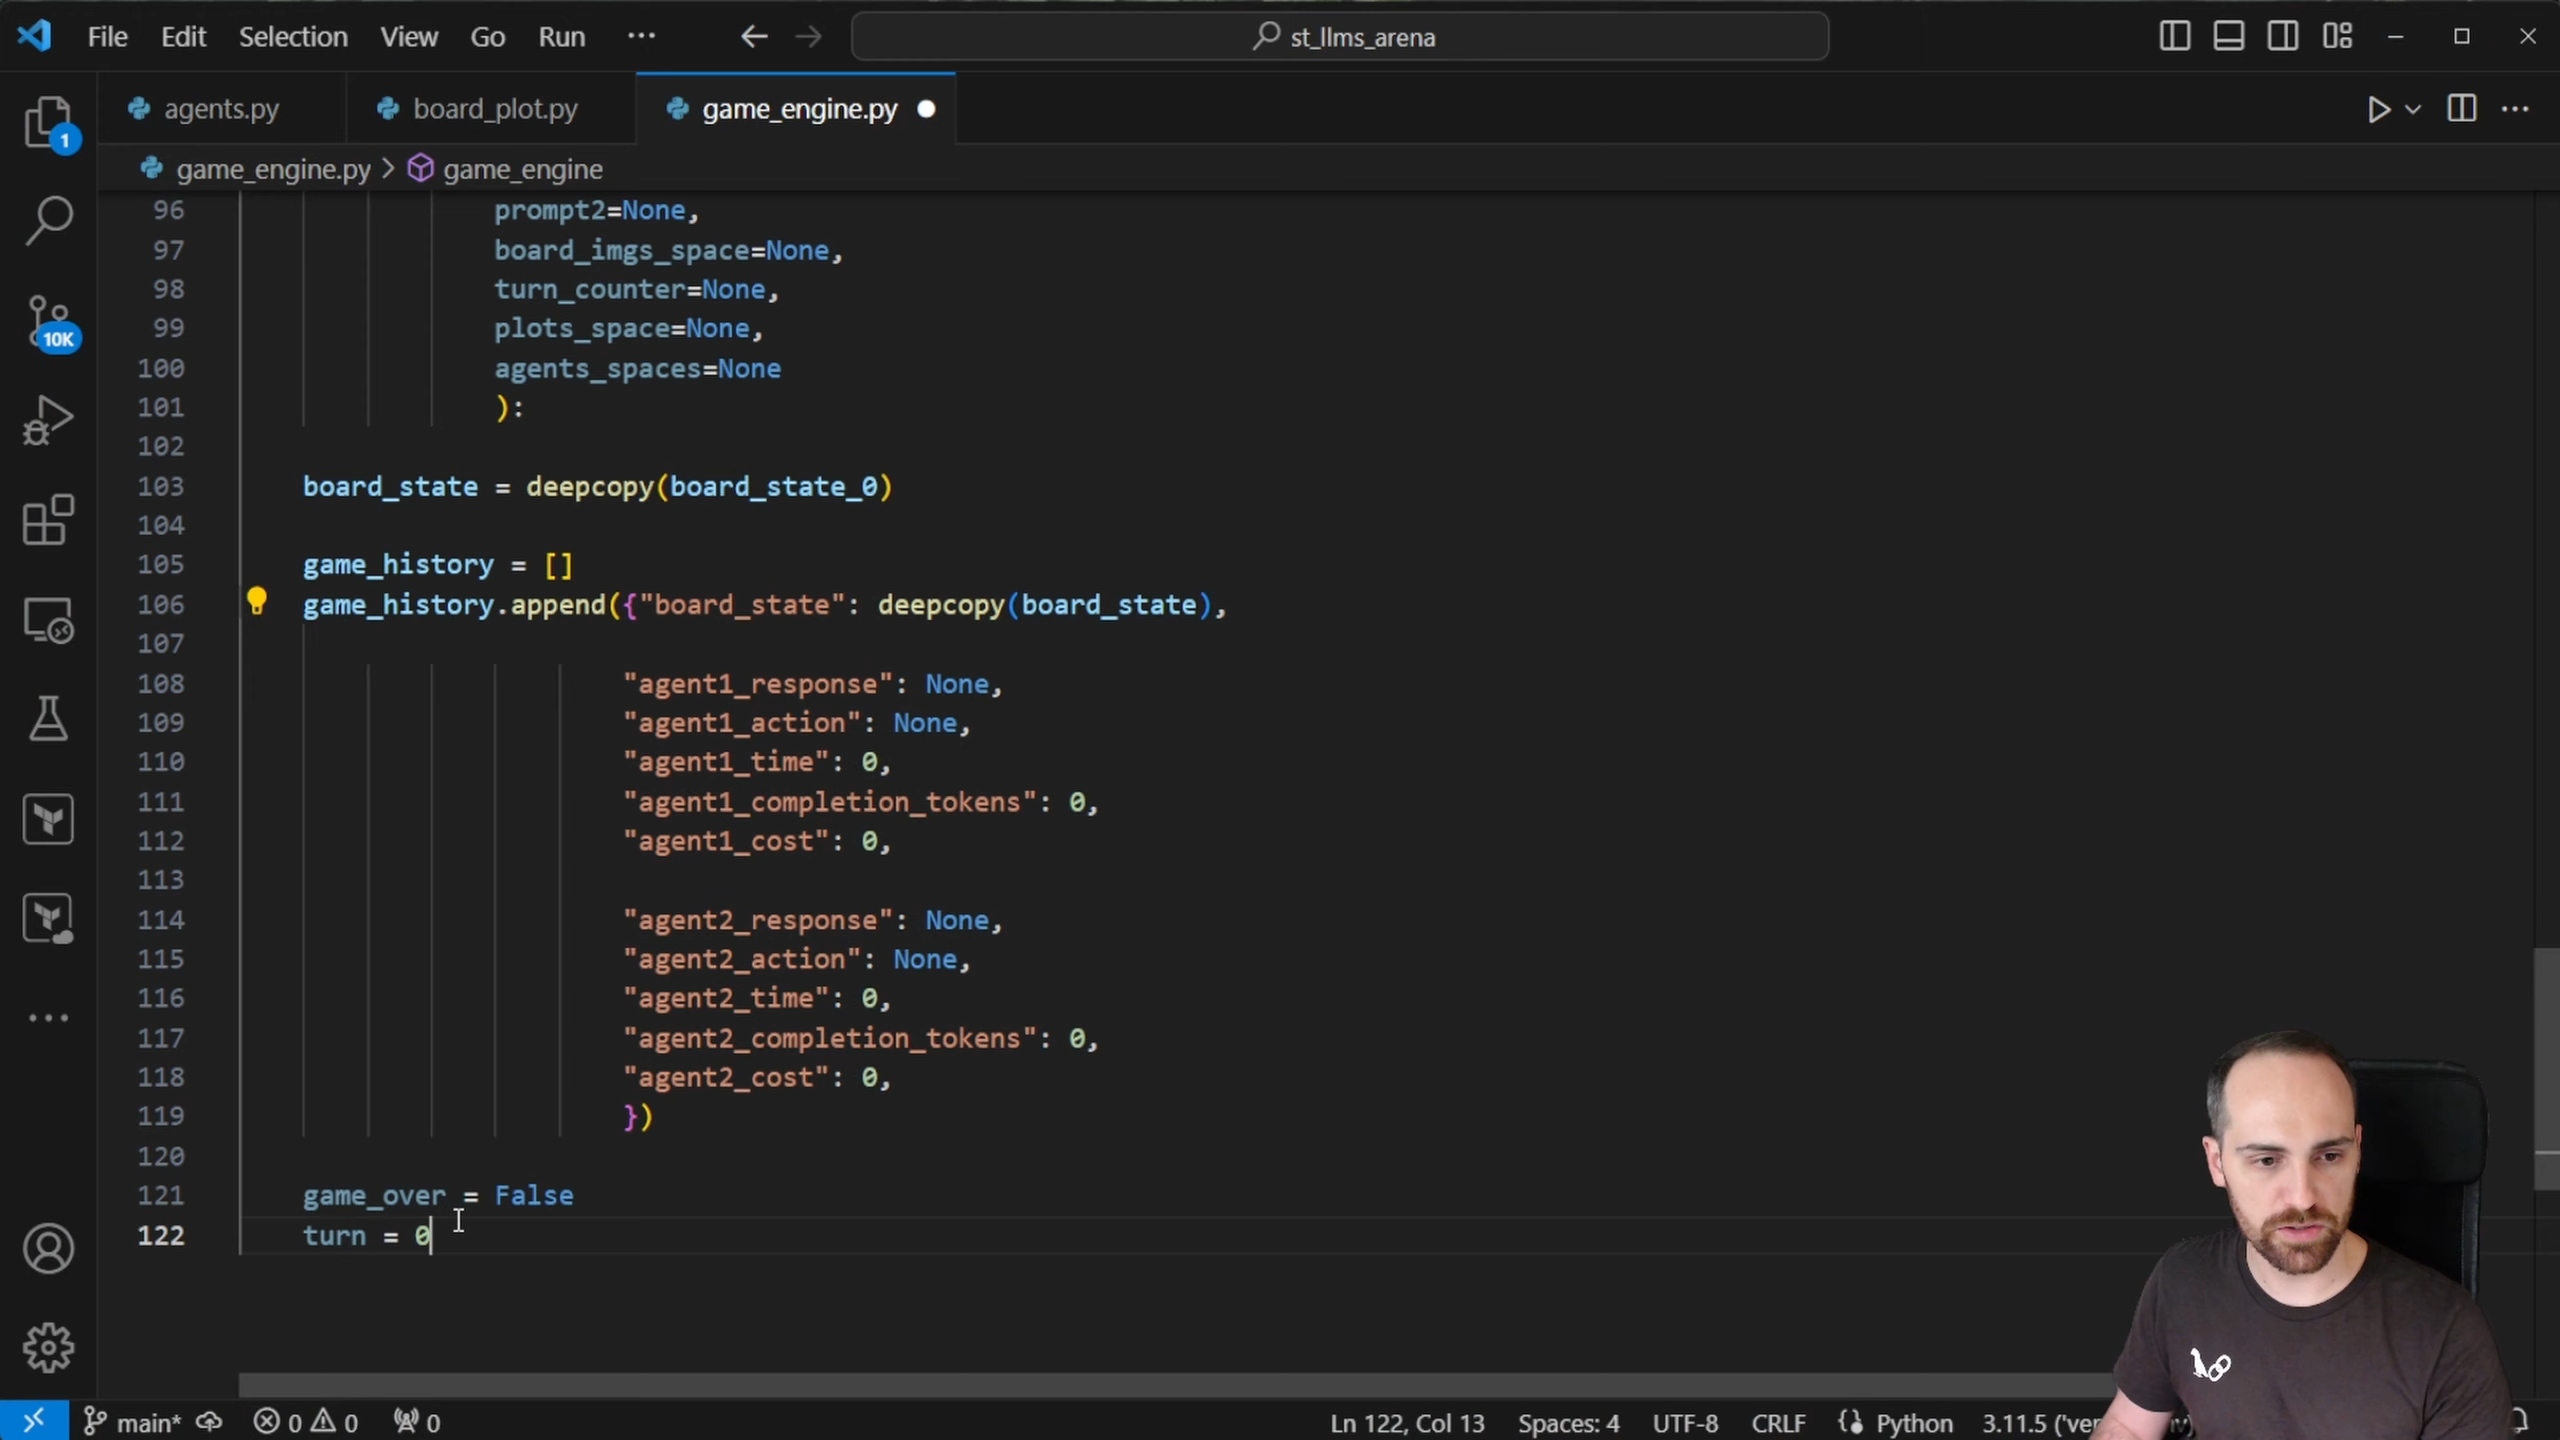 File Edit Selection View Go Run ··· st_llms_arena
agents.py board_plot.py game_engine.py
game_engine.py > game_engine
1
10K
96 prompt2=None,
97 board_imgs_space=None,
98 turn_counter=None,
99 plots_space=None,
100 agents_spaces=None
101 ):
102
103 board_state = deepcopy(board_state_0)
104
105 game_history = []
106 game_history.append({"board_state": deepcopy(board_state),
107
108 "agent1_response": None,
109 "agent1_action": None,
110 "agent1_time": 0,
111 "agent1_completion_tokens": 0,
112 "agent1_cost": 0,
113
114 "agent2_response": None,
115 "agent2_action": None,
116 "agent2_time": 0,
117 "agent2_completion_tokens": 0,
118 "agent2_cost": 0,
119 })
120
121 game_over = False
122 turn = 0
main* 0 0 0 Ln 122, Col 13 Spaces: 4 UTF-8 CRLF Python 3.11.5